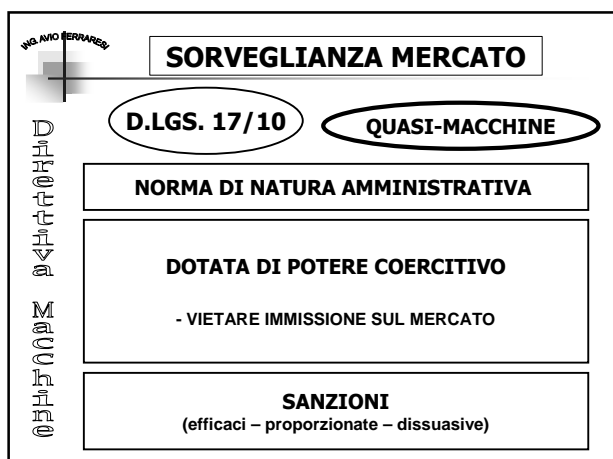 ING. AVIO FERRARESI
SORVEGLIANZA MERCATO
D.LGS. 17/10
QUASI-MACCHINE
Direttiva Macchine
NORMA DI NATURA AMMINISTRATIVA
DOTATA DI POTERE COERCITIVO
- VIETARE IMMISSIONE SUL MERCATO
SANZIONI
(efficaci – proporzionate – dissuasive)